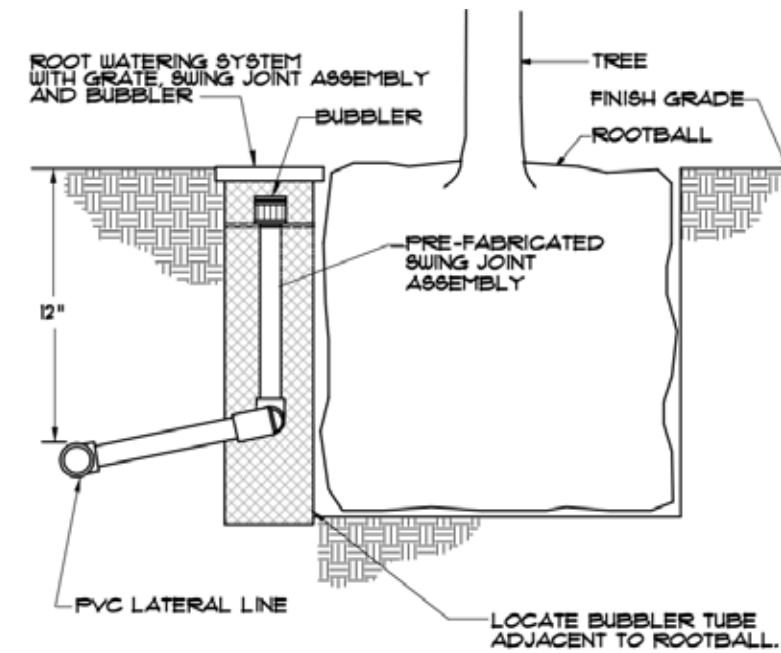 ROOT WATERING SYSTEM
WITH GRATE, SWING JOINT ASSEMBLY
AND BUBBLER
BUBBLER
TREE
FINISH GRADE
ROOTBALL
PRE-FABRICATED
SWING JOINT
ASSEMBLY
12"
PVC LATERAL LINE
LOCATE BUBBLER TUBE
ADJACENT TO ROOTBALL.